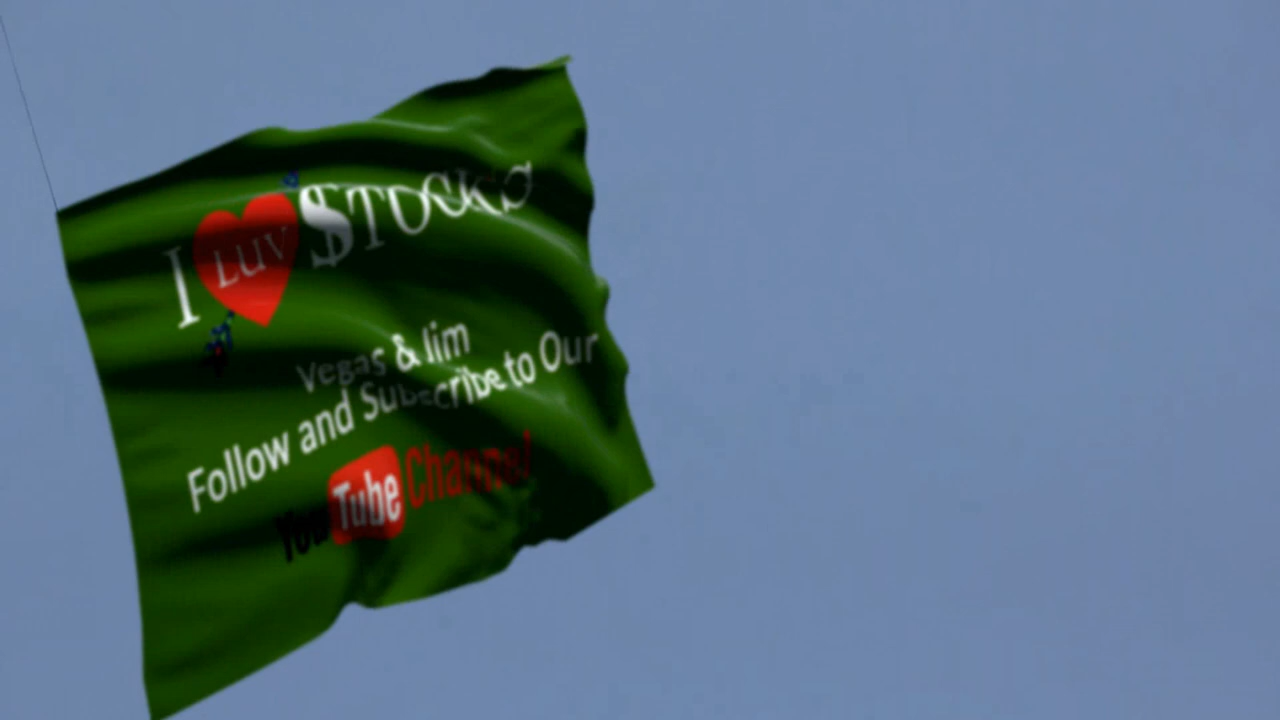 I LUV $TOCKS
Vegas & Jim
Follow and Subscribe to Our
YouTube Channel